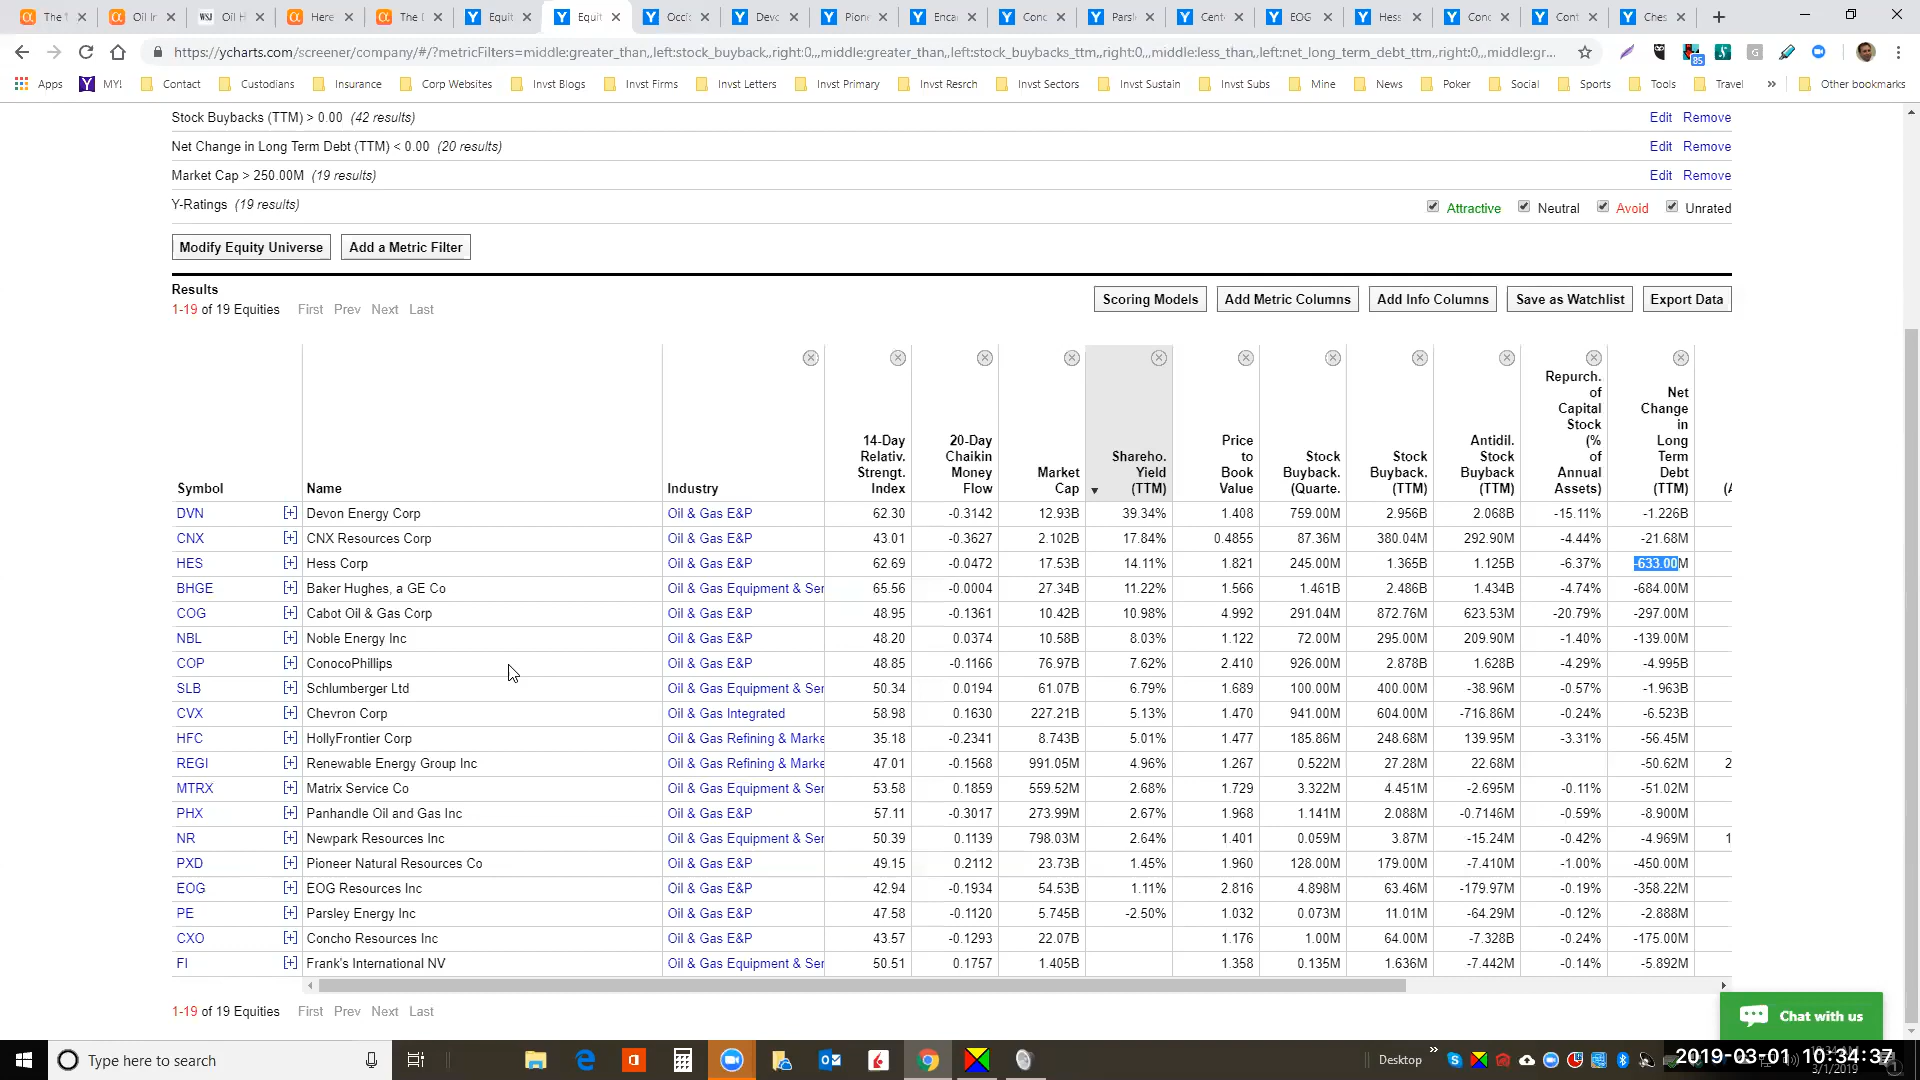 The
Oil Ir
WSJ Oil H
Here
The I
Equit
Equit
Occi
Devo
Pion
Enca
Conc
Parsl
Cent
EOG
Hess
Conc
Cont
Ches
https://ycharts.com/screener/company/#/?metricFilters=middle:greater_than,,left:stock_buyback,,right:0,,,middle:greater_than,,left:stock_buybacks_ttm,,right:0,,,middle:less_than,,left:net_long_term_debt_ttm,,right:0,,,middle:gr...
85
Apps MY! Contact Custodians Insurance Corp Websites Invst Blogs Invst Firms Invst Letters Invst Primary Invst Resrch Invst Sectors Invst Sustain Invst Subs Mine News Poker Social Sports Tools Travel » Other bookmarks
Stock Buybacks (TTM) > 0.00 (42 results) Edit Remove
Net Change in Long Term Debt (TTM) < 0.00 (20 results) Edit Remove
Market Cap > 250.00M (19 results) Edit Remove
Y-Ratings (19 results) Attractive Neutral Avoid Unrated
Modify Equity Universe Add a Metric Filter
Results
1-19 of 19 Equities First Prev Next Last
Scoring Models Add Metric Columns Add Info Columns Save as Watchlist Export Data
Symbol
Name
Industry
14-Day
Relativ.
Strengt.
Index
20-Day
Chaikin
Money
Flow
Market
Cap
Shareho.
Yield
(TTM)
Price
to
Book
Value
Stock
Buyback.
(Quarte.
Stock
Buyback.
(TTM)
Antidil.
Stock
Buyback
(TTM)
Repurch.
of
Capital
Stock
(%
of
Annual
Assets)
Net
Change
in
Long
Term
Debt
(TTM)
DVN [+] Devon Energy Corp Oil & Gas E&P 62.30 -0.3142 12.93B 39.34% 1.408 759.00M 2.956B 2.068B -15.11% -1.226B
CNX [+] CNX Resources Corp Oil & Gas E&P 43.01 -0.3627 2.102B 17.84% 0.4855 87.36M 380.04M 292.90M -4.44% -21.68M
HES [+] Hess Corp Oil & Gas E&P 62.69 -0.0472 17.53B 14.11% 1.821 245.00M 1.365B 1.125B -6.37% -633.00M
BHGE [+] Baker Hughes, a GE Co Oil & Gas Equipment & Ser 65.56 -0.0004 27.34B 11.22% 1.566 1.461B 2.486B 1.434B -4.74% -684.00M
COG [+] Cabot Oil & Gas Corp Oil & Gas E&P 48.95 -0.1361 10.42B 10.98% 4.992 291.04M 872.76M 623.53M -20.79% -297.00M
NBL [+] Noble Energy Inc Oil & Gas E&P 48.20 0.0374 10.58B 8.03% 1.122 72.00M 295.00M 209.90M -1.40% -139.00M
COP [+] ConocoPhillips Oil & Gas E&P 48.85 -0.1166 76.97B 7.62% 2.410 926.00M 2.878B 1.628B -4.29% -4.995B
SLB [+] Schlumberger Ltd Oil & Gas Equipment & Ser 50.34 0.0194 61.07B 6.79% 1.689 100.00M 400.00M -38.96M -0.57% -1.963B
CVX [+] Chevron Corp Oil & Gas Integrated 58.98 0.1630 227.21B 5.13% 1.470 941.00M 604.00M -716.86M -0.24% -6.523B
HFC [+] HollyFrontier Corp Oil & Gas Refining & Marke 35.18 -0.2341 8.743B 5.01% 1.477 185.86M 248.68M 139.95M -3.31% -56.45M
REGI [+] Renewable Energy Group Inc Oil & Gas Refining & Marke 47.01 -0.1568 991.05M 4.96% 1.267 0.522M 27.28M 22.68M -50.62M 2
MTRX [+] Matrix Service Co Oil & Gas Equipment & Ser 53.58 0.1859 559.52M 2.68% 1.729 3.322M 4.451M -2.695M -0.11% -51.02M
PHX [+] Panhandle Oil and Gas Inc Oil & Gas E&P 57.11 -0.3017 273.99M 2.67% 1.968 1.141M 2.088M -0.7146M -0.59% -8.900M
NR [+] Newpark Resources Inc Oil & Gas Equipment & Ser 50.39 0.1139 798.03M 2.64% 1.401 0.059M 3.87M -15.24M -0.42% -4.969M 1
PXD [+] Pioneer Natural Resources Co Oil & Gas E&P 49.15 0.2112 23.73B 1.45% 1.960 128.00M 179.00M -7.410M -1.00% -450.00M
EOG [+] EOG Resources Inc Oil & Gas E&P 42.94 -0.1934 54.53B 1.11% 2.816 4.898M 63.46M -179.97M -0.19% -358.22M
PE [+] Parsley Energy Inc Oil & Gas E&P 47.58 -0.1120 5.745B -2.50% 1.032 0.073M 11.01M -64.29M -0.12% -2.888M
CXO [+] Concho Resources Inc Oil & Gas E&P 43.57 -0.1293 22.07B 1.176 1.00M 64.00M -7.328B -0.24% -175.00M
FI [+] Frank's International NV Oil & Gas Equipment & Ser 50.51 0.1757 1.405B 1.358 0.135M 1.636M -7.442M -0.14% -5.892M
1-19 of 19 Equities First Prev Next Last
Chat with us
Type here to search
Desktop »
2019-03-01 10:34:37
3/1/2019